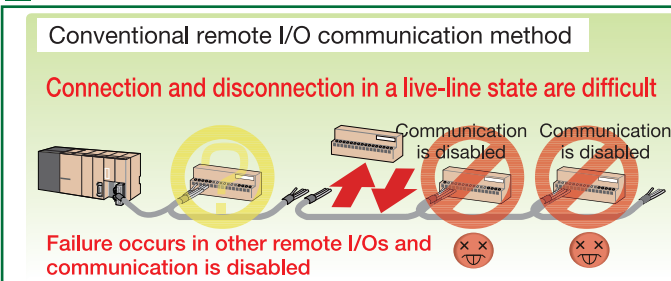 Conventional remote I/O communication method
Connection and disconnection in a live-line state are difficult
Communication is disabled
Communication is disabled
Failure occurs in other remote I/Os and
communication is disabled